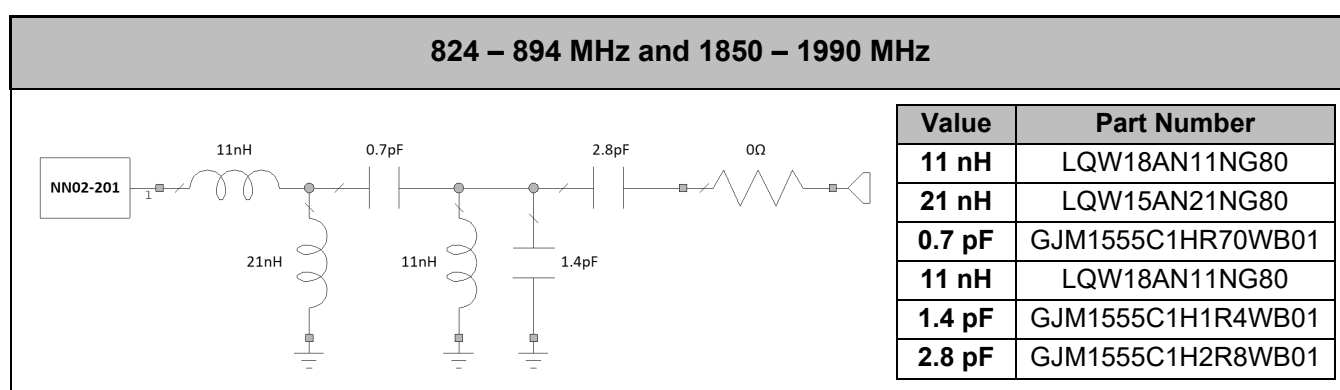 824 – 894 MHz and 1850 – 1990 MHz
NN02-201
1
11nH
0.7pF
2.8pF
0Ω
21nH
11nH
1.4pF
Value Part Number
11 nH LQW18AN11NG80
21 nH LQW15AN21NG80
0.7 pF GJM1555C1HR70WB01
11 nH LQW18AN11NG80
1.4 pF GJM1555C1H1R4WB01
2.8 pF GJM1555C1H2R8WB01